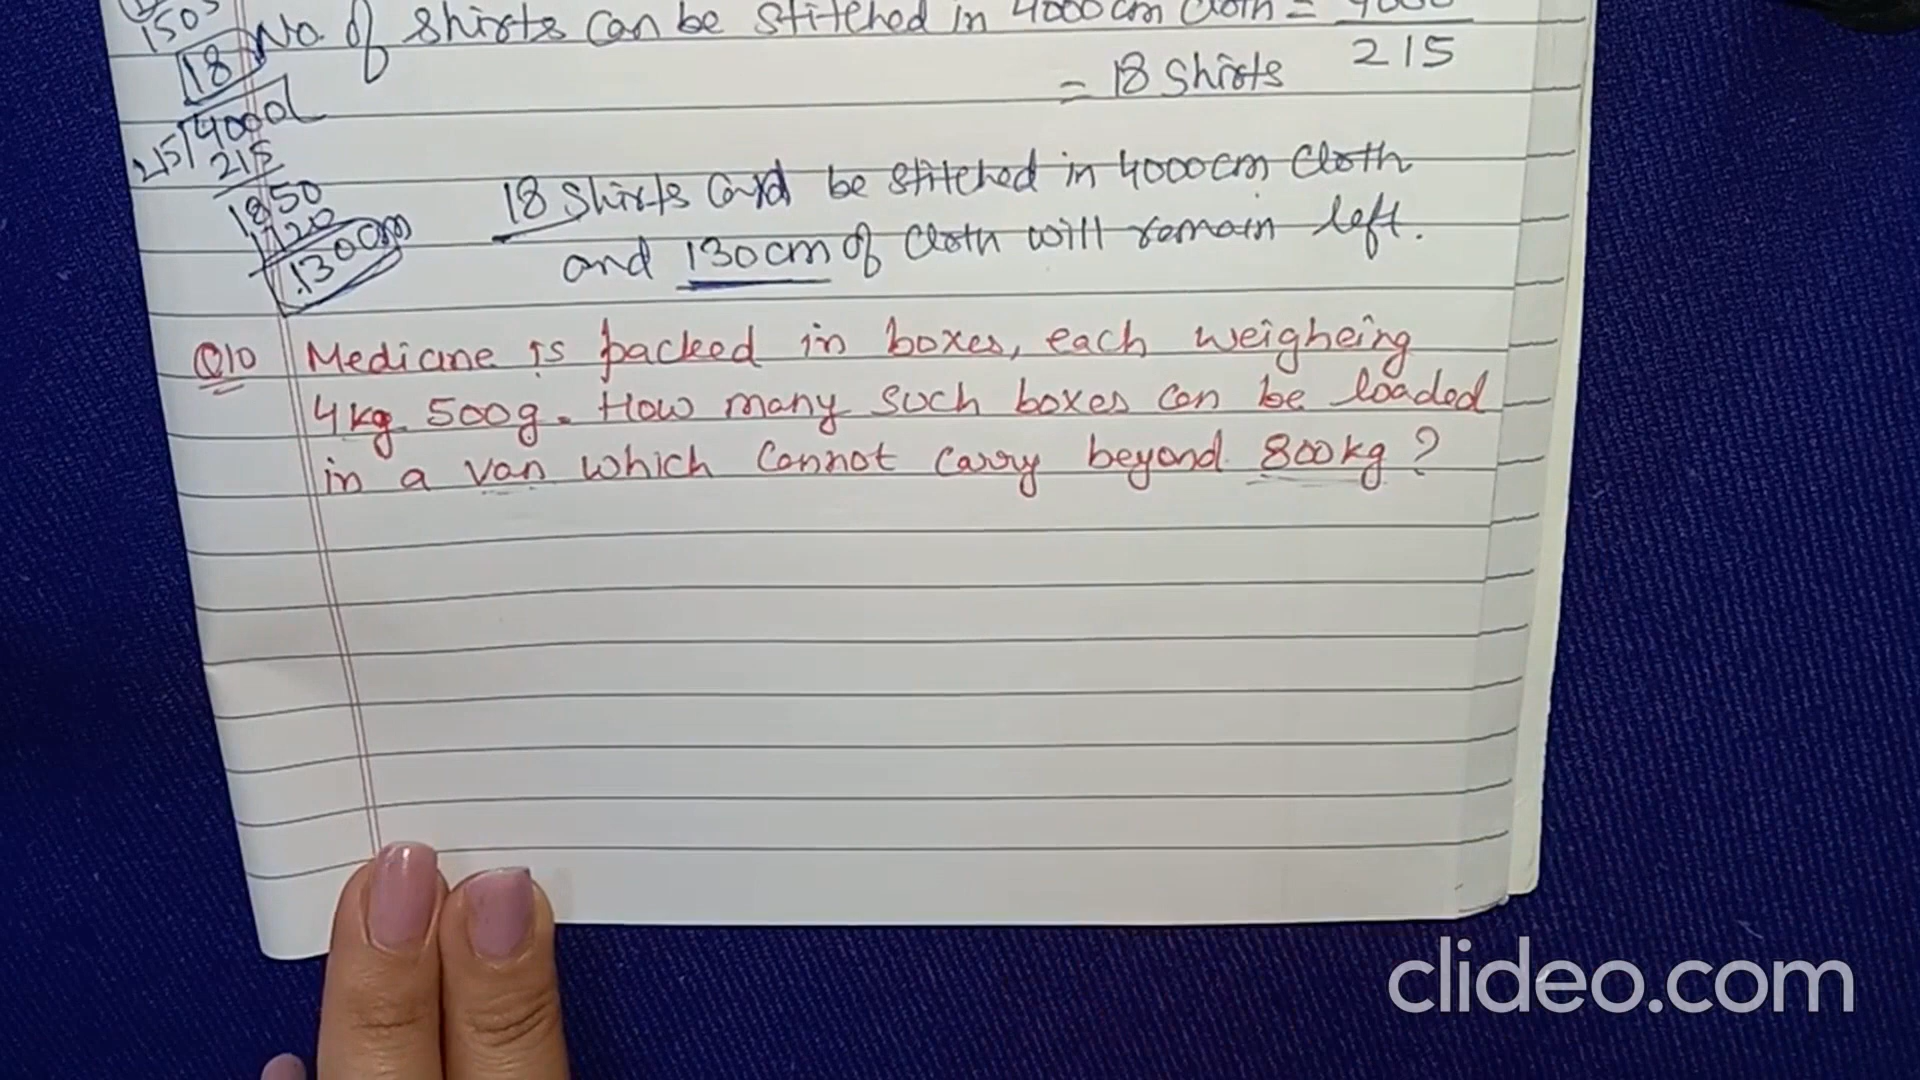 150
18 No. of Shirts can be stitched in 4000cm Cloth =
215
= 18 Shirts
215 4000
215
1850
1720
130cm
18 Shirts could be stitched in 4000cm Cloth
and 130cm of Cloth will remain left.
Q10 Medicine is packed in boxes, each weigheing
4kg 500g. How many such boxes can be loaded
in a van which cannot carry beyond 800kg?
clideo.com